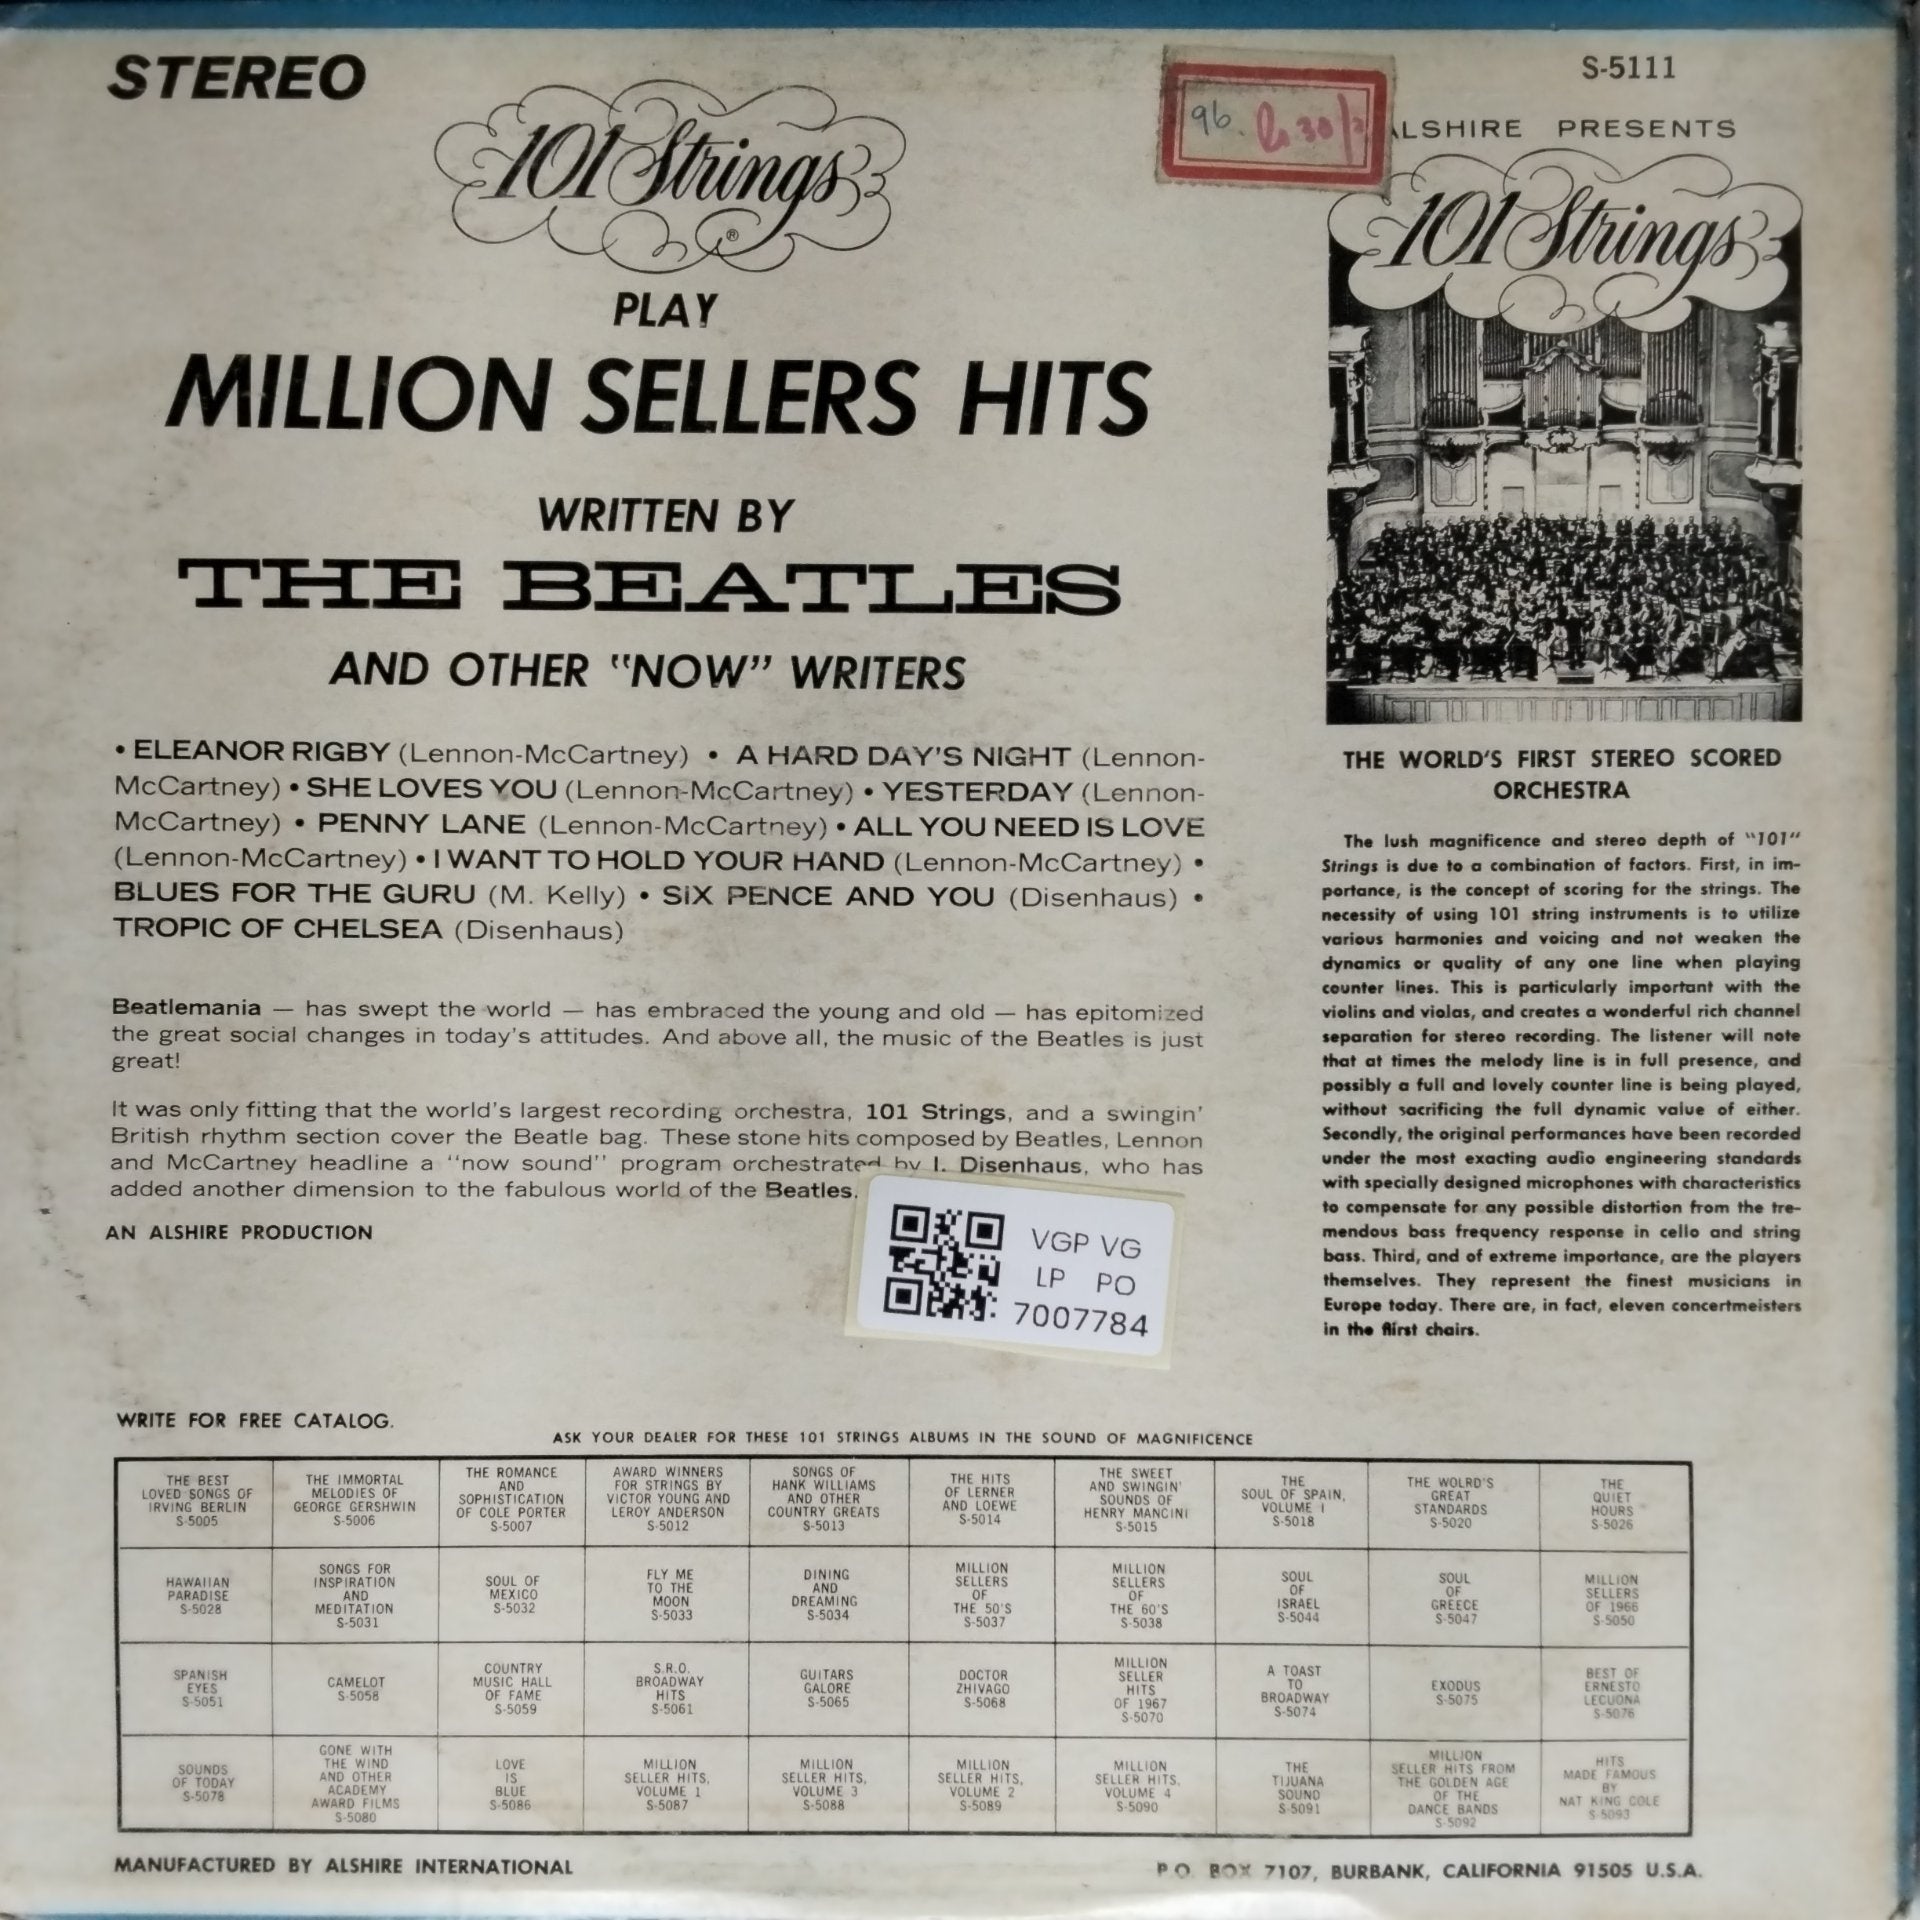 STEREO
101 Strings
®
PLAY
MILLION SELLERS HITS
WRITTEN BY
THE BEATLES
AND OTHER "NOW" WRITERS
• ELEANOR RIGBY (Lennon-McCartney) • A HARD DAY'S NIGHT (Lennon-
McCartney) • SHE LOVES YOU (Lennon-McCartney) • YESTERDAY (Lennon-
McCartney) • PENNY LANE (Lennon-McCartney) • ALL YOU NEED IS LOVE
(Lennon-McCartney) • I WANT TO HOLD YOUR HAND (Lennon-McCartney) •
BLUES FOR THE GURU (M. Kelly) • SIX PENCE AND YOU (Disenhaus) •
TROPIC OF CHELSEA (Disenhaus)
Beatlemania — has swept the world — has embraced the young and old — has epitomized
the great social changes in today's attitudes. And above all, the music of the Beatles is just
great!
It was only fitting that the world's largest recording orchestra, 101 Strings, and a swingin'
British rhythm section cover the Beatle bag. These stone hits composed by Beatles, Lennon
and McCartney headline a "now sound" program orchestrated by I. Disenhaus, who has
added another dimension to the fabulous world of the Beatles.
AN ALSHIRE PRODUCTION
VGP VG
LP PO
7007784
96.
S-5111
ALSHIRE PRESENTS
101 Strings
THE WORLD'S FIRST STEREO SCORED
ORCHESTRA
The lush magnificence and stereo depth of "101"
Strings is due to a combination of factors. First, in im-
portance, is the concept of scoring for the strings. The
necessity of using 101 string instruments is to utilize
various harmonies and voicing and not weaken the
dynamics or quality of any one line when playing
counter lines. This is particularly important with the
violins and violas, and creates a wonderful rich channel
separation for stereo recording. The listener will note
that at times the melody line is in full presence, and
possibly a full and lovely counter line is being played,
without sacrificing the full dynamic value of either.
Secondly, the original performances have been recorded
under the most exacting audio engineering standards
with specially designed microphones with characteristics
to compensate for any possible distortion from the tre-
mendous bass frequency response in cello and string
bass. Third, and of extreme importance, are the players
themselves. They represent the finest musicians in
Europe today. There are, in fact, eleven concertmeisters
in the first chairs.
WRITE FOR FREE CATALOG.
ASK YOUR DEALER FOR THESE 101 STRINGS ALBUMS IN THE SOUND OF MAGNIFICENCE
THE BEST
LOVED SONGS OF
IRVING BERLIN
S-5005
THE IMMORTAL
MELODIES OF
GEORGE GERSHWIN
S-5006
THE ROMANCE
AND
SOPHISTICATION
OF COLE PORTER
S-5007
AWARD WINNERS
FOR STRINGS BY
VICTOR YOUNG AND
LEROY ANDERSON
S-5012
SONGS OF
HANK WILLIAMS
AND OTHER
COUNTRY GREATS
S-5013
THE HITS
OF LERNER
AND LOEWE
S-5014
THE SWEET
AND SWINGIN'
SOUNDS OF
HENRY MANCINI
S-5015
THE
SOUL OF SPAIN,
VOLUME I
S-5018
THE WOLRD'S
GREAT
STANDARDS
S-5020
THE
QUIET
HOURS
S-5026
HAWAIIAN
PARADISE
S-5028
SONGS FOR
INSPIRATION
AND
MEDITATION
S-5031
SOUL OF
MEXICO
S-5032
FLY ME
TO THE
MOON
S-5033
DINING
AND
DREAMING
S-5034
MILLION
SELLERS
OF
THE 50'S
S-5037
MILLION
SELLERS
OF
THE 60'S
S-5038
SOUL
OF
ISRAEL
S-5044
SOUL
OF
GREECE
S-5047
MILLION
SELLERS
OF 1966
S-5050
SPANISH
EYES
S-5051
CAMELOT
S-5058
COUNTRY
MUSIC HALL
OF FAME
S-5059
S.R.O.
BROADWAY
HITS
S-5061
GUITARS
GALORE
S-5065
DOCTOR
ZHIVAGO
S-5068
MILLION
SELLER
HITS
OF 1967
S-5070
A TOAST
TO
BROADWAY
S-5074
EXODUS
S-5075
BEST OF
ERNESTO
LECUONA
S-5076
SOUNDS
OF TODAY
S-5078
GONE WITH
THE WIND
AND OTHER
ACADEMY
AWARD FILMS
S-5080
LOVE
IS
BLUE
S-5086
MILLION
SELLER HITS,
VOLUME 1
S-5087
MILLION
SELLER HITS,
VOLUME 3
S-5088
MILLION
SELLER HITS,
VOLUME 2
S-5089
MILLION
SELLER HITS,
VOLUME 4
S-5090
THE
TIJUANA
SOUND
S-5091
MILLION
SELLER HITS FROM
THE GOLDEN AGE
OF THE
DANCE BANDS
S-5092
HITS
MADE FAMOUS
BY
NAT KING COLE
S-5093
MANUFACTURED BY ALSHIRE INTERNATIONAL
P.O. BOX 7107, BURBANK, CALIFORNIA 91505 U.S.A.